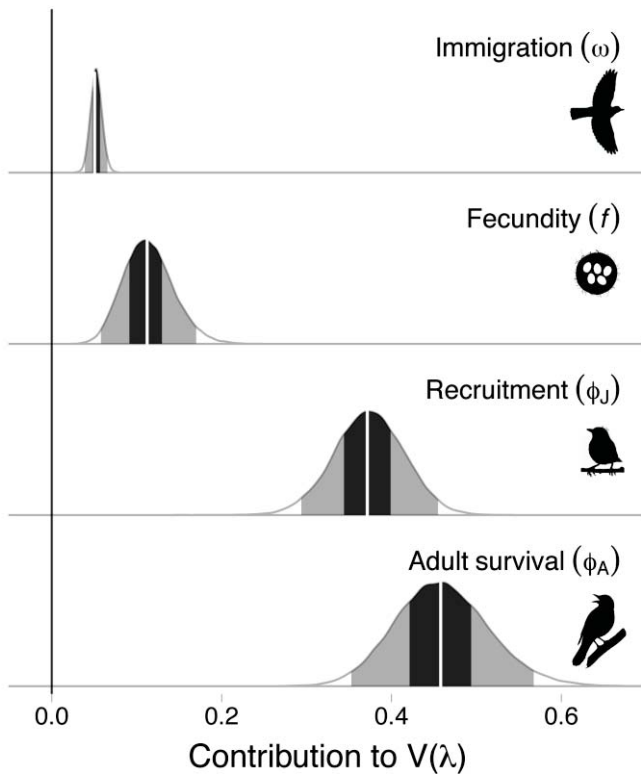 Immigration (ω)
Fecundity (f)
Recruitment (ϕJ)
Adult survival (ϕA)
0.0 0.2 0.4 0.6
Contribution to V(λ)